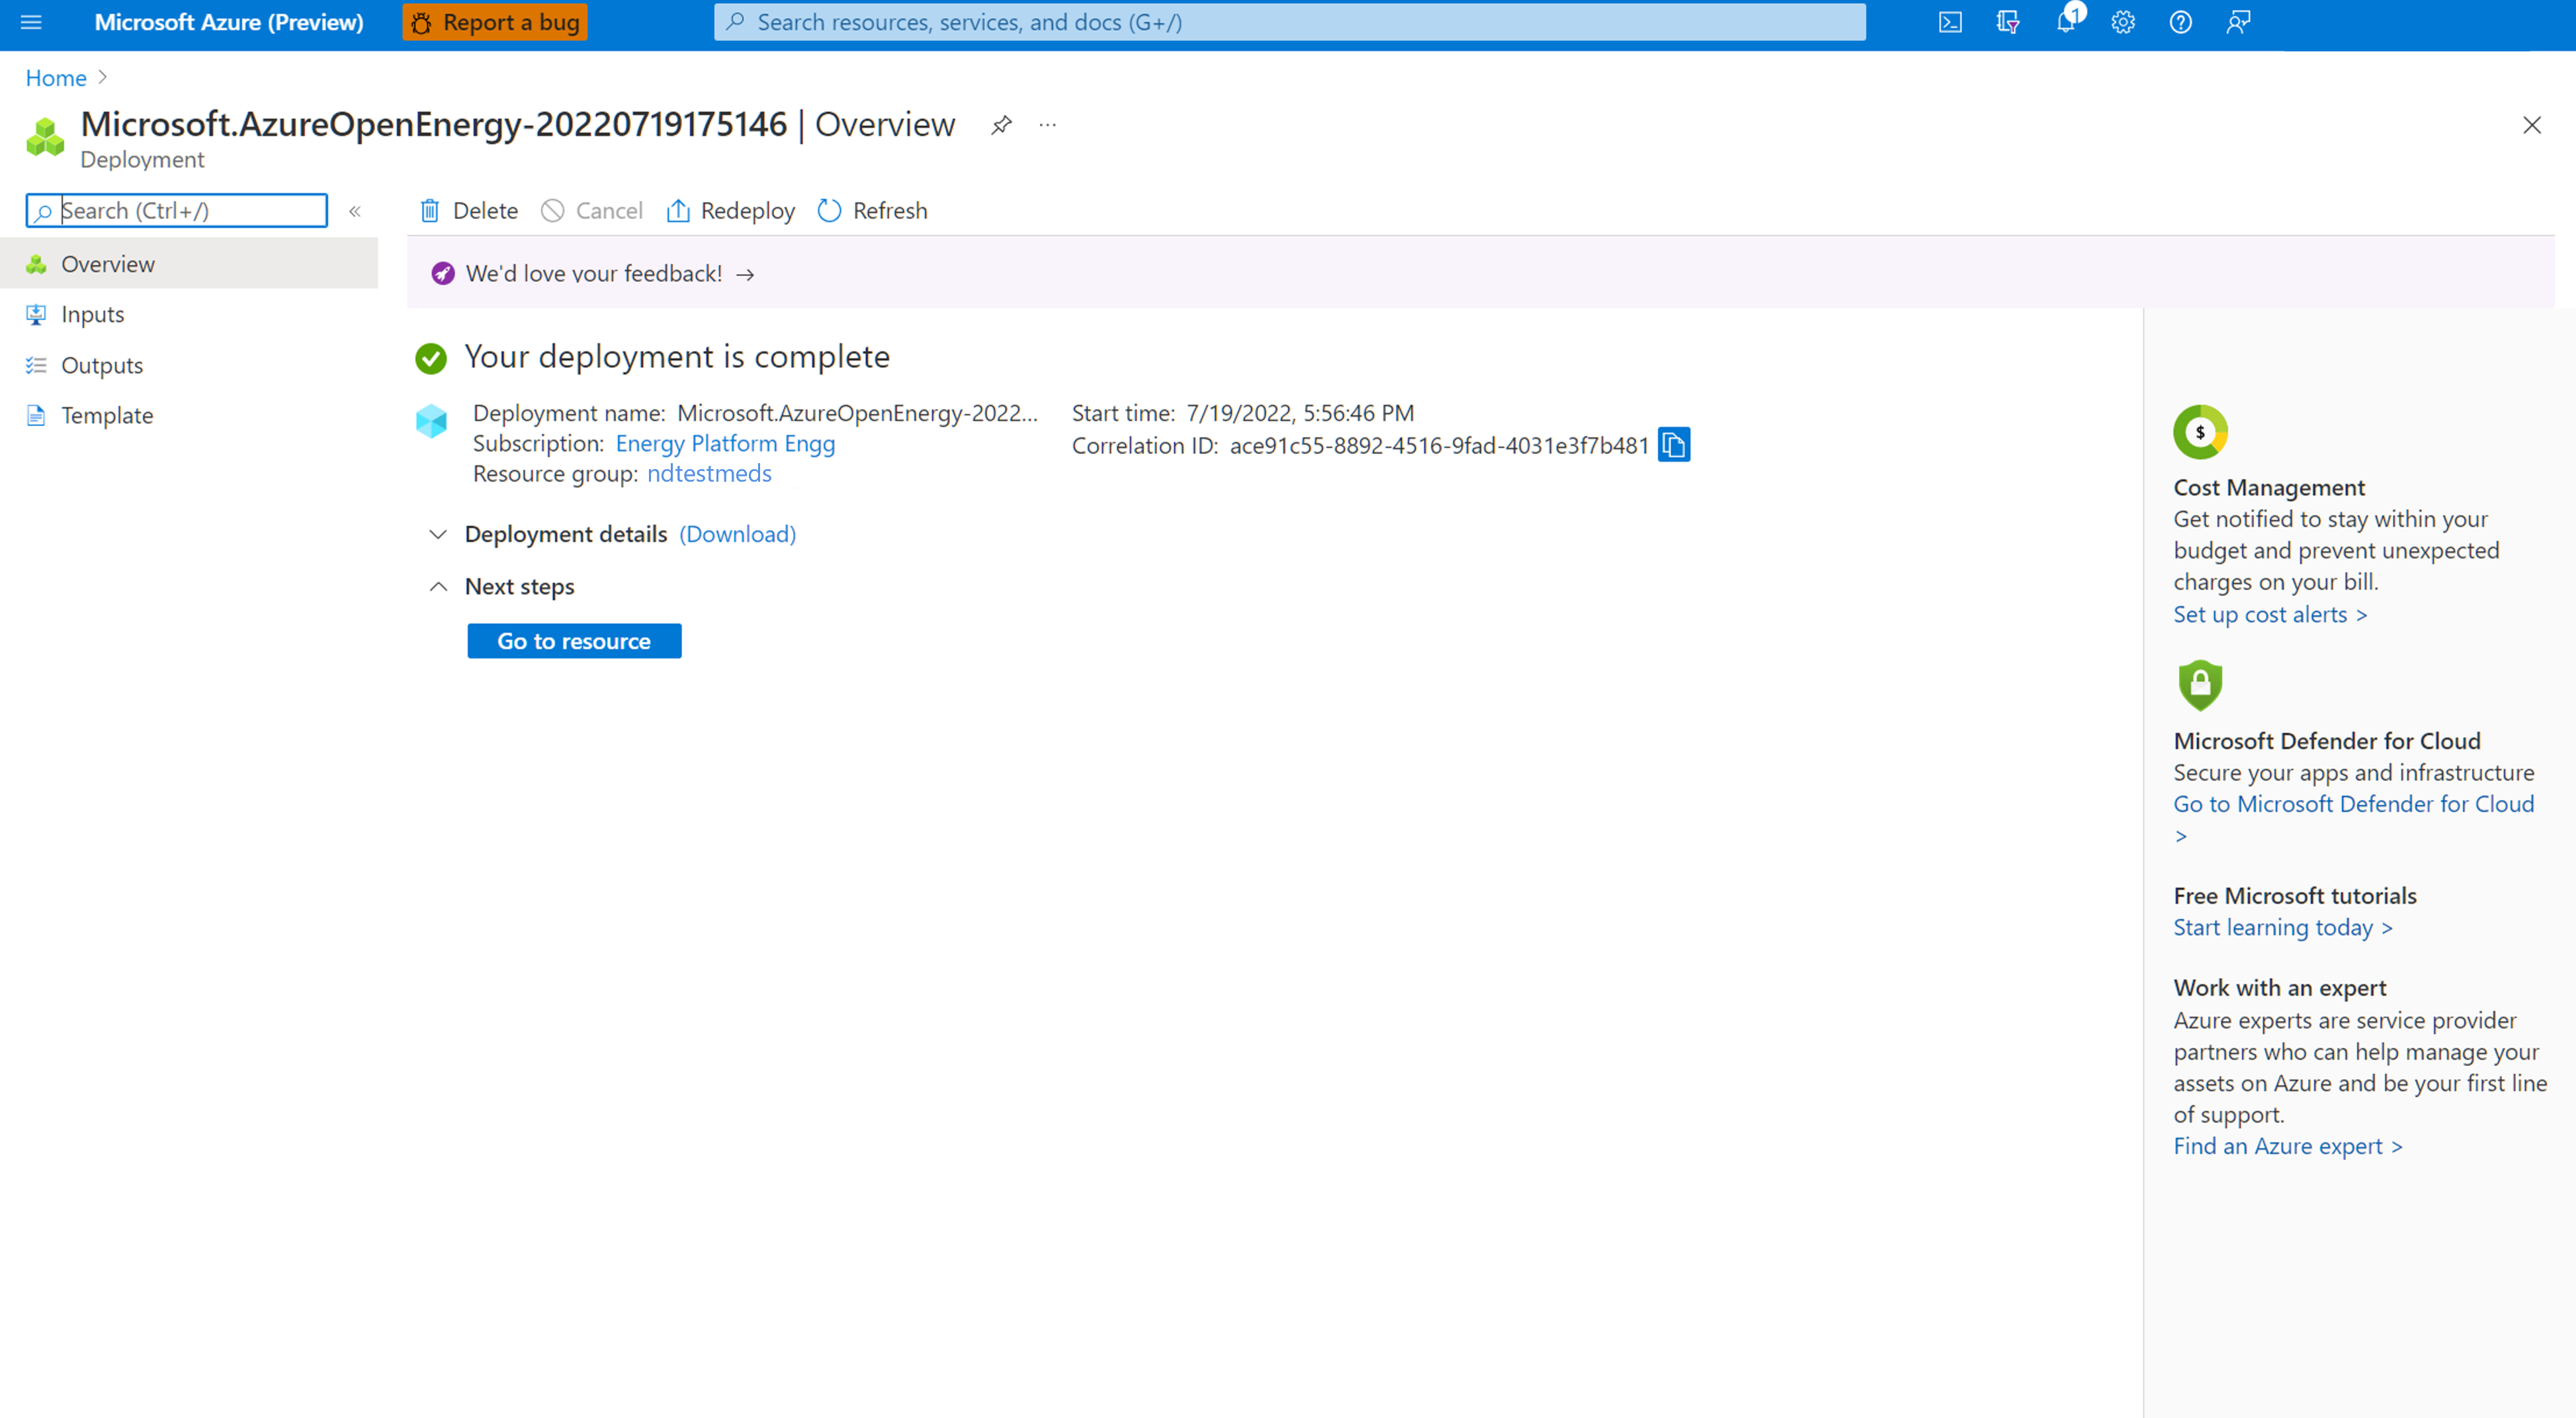 Microsoft Azure (Preview)
Report a bug
Search resources, services, and docs (G+/)
1
Home
Microsoft.AzureOpenEnergy-20220719175146 | Overview
Deployment
Search (Ctrl+/)
Delete
Cancel
Redeploy
Refresh
Overview
Inputs
Outputs
Template
We'd love your feedback! →
Your deployment is complete
Deployment name: Microsoft.AzureOpenEnergy-2022...
Subscription: Energy Platform Engg
Resource group: ndtestmeds
Start time: 7/19/2022, 5:56:46 PM
Correlation ID: ace91c55-8892-4516-9fad-4031e3f7b481
Deployment details (Download)
Next steps
Go to resource
$
Cost Management
Get notified to stay within your
budget and prevent unexpected
charges on your bill.
Set up cost alerts >
Microsoft Defender for Cloud
Secure your apps and infrastructure
Go to Microsoft Defender for Cloud
>
Free Microsoft tutorials
Start learning today >
Work with an expert
Azure experts are service provider
partners who can help manage your
assets on Azure and be your first line
of support.
Find an Azure expert >